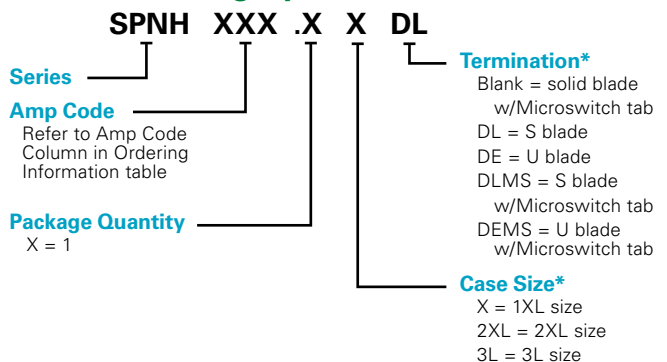 SPNH XXX .X X DL
Series
Amp Code
Refer to Amp Code
Column in Ordering
Information table
Package Quantity
X = 1
Termination*
Blank = solid blade
w/Microswitch tab
DL = S blade
DE = U blade
DLMS = S blade
w/Microswitch tab
DEMS = U blade
w/Microswitch tab
Case Size*
X = 1XL size
2XL = 2XL size
3L = 3L size